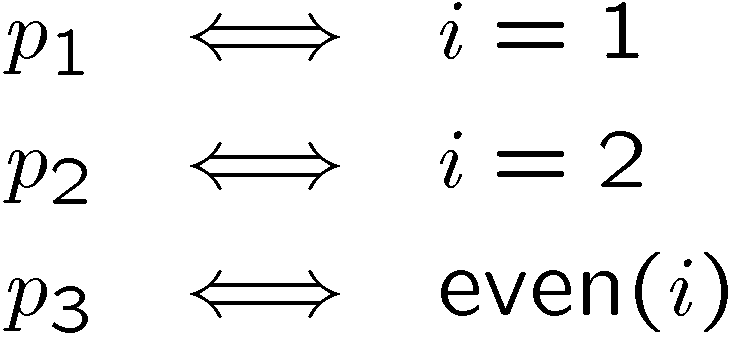 p₁ ⟺ i = 1
p₂ ⟺ i = 2
p₃ ⟺ even(i)